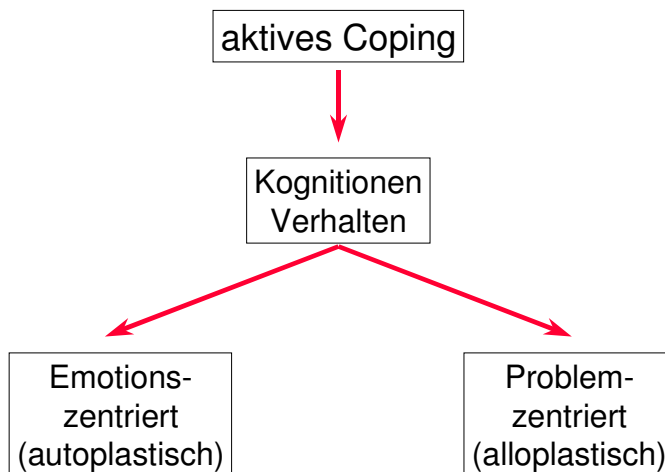 aktives Coping
Kognitionen
Verhalten
Emotions-
zentriert
(autoplastisch)
Problem-
zentriert
(alloplastisch)